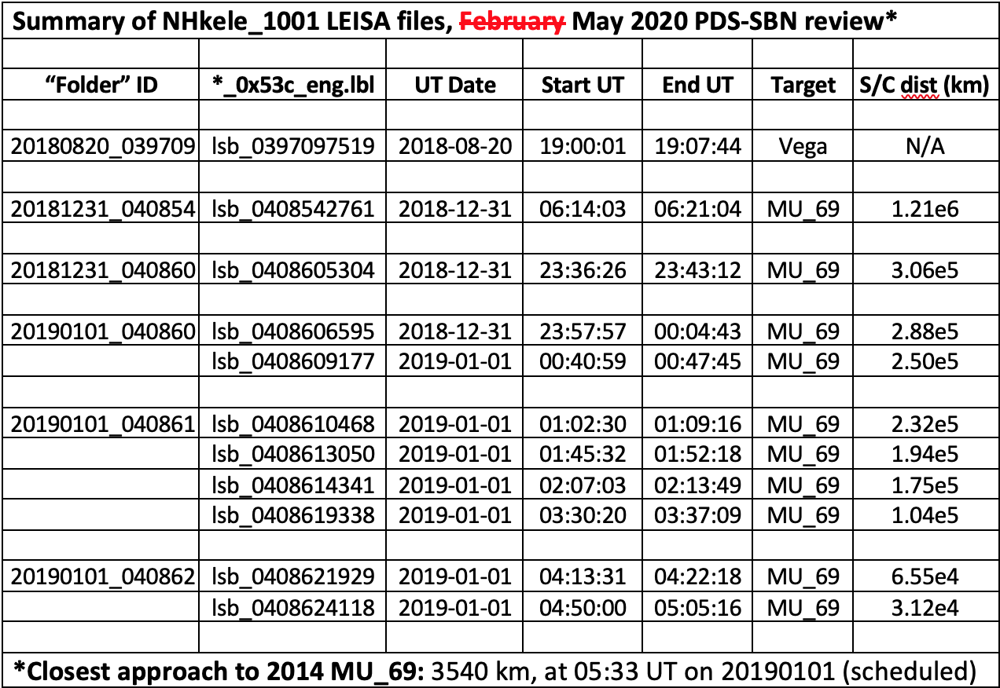 Summary of NHkele_1001 LEISA files, February May 2020 PDS-SBN review*
“Folder” ID *_0x53c_eng.lbl UT Date Start UT End UT Target S/C dist (km)
20180820_039709 lsb_0397097519 2018-08-20 19:00:01 19:07:44 Vega N/A
20181231_040854 lsb_0408542761 2018-12-31 06:14:03 06:21:04 MU_69 1.21e6
20181231_040860 lsb_0408605304 2018-12-31 23:36:26 23:43:12 MU_69 3.06e5
20190101_040860 lsb_0408606595 2018-12-31 23:57:57 00:04:43 MU_69 2.88e5
lsb_0408609177 2019-01-01 00:40:59 00:47:45 MU_69 2.50e5
20190101_040861 lsb_0408610468 2019-01-01 01:02:30 01:09:16 MU_69 2.32e5
lsb_0408613050 2019-01-01 01:45:32 01:52:18 MU_69 1.94e5
lsb_0408614341 2019-01-01 02:07:03 02:13:49 MU_69 1.75e5
lsb_0408619338 2019-01-01 03:30:20 03:37:09 MU_69 1.04e5
20190101_040862 lsb_0408621929 2019-01-01 04:13:31 04:22:18 MU_69 6.55e4
lsb_0408624118 2019-01-01 04:50:00 05:05:16 MU_69 3.12e4
*Closest approach to 2014 MU_69: 3540 km, at 05:33 UT on 20190101 (scheduled)